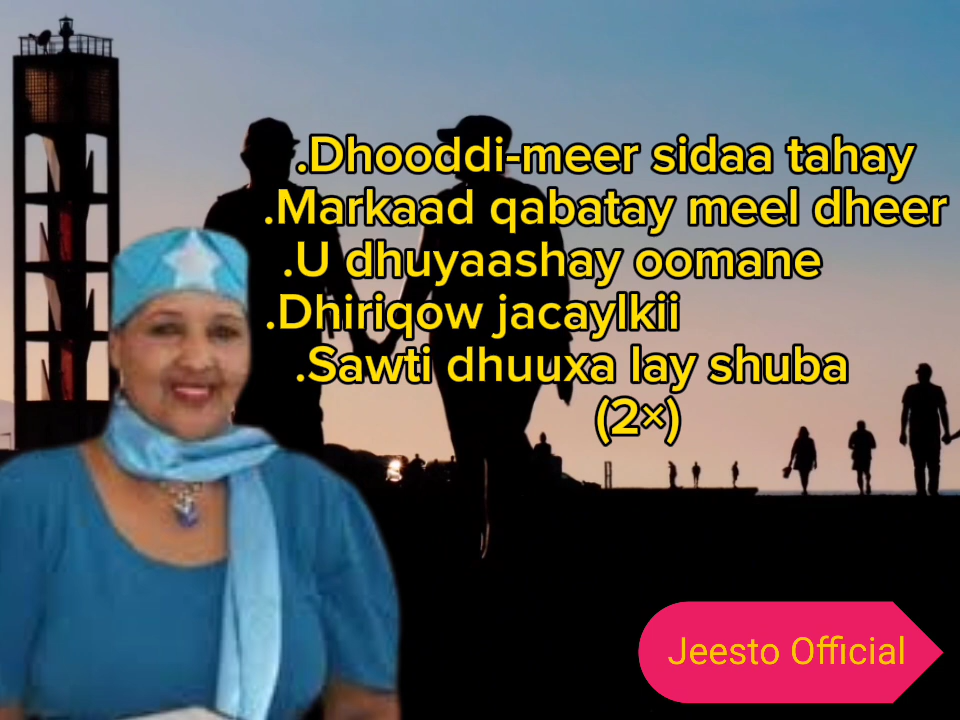 .Dhooddi-meer sidaa tahay
.Markaad qabatay meel dheer
.U dhuyaashay oomane
.Dhiriqow jacaylkii
.Sawti dhuuxa lay shuba
(2×)
Jeesto Official